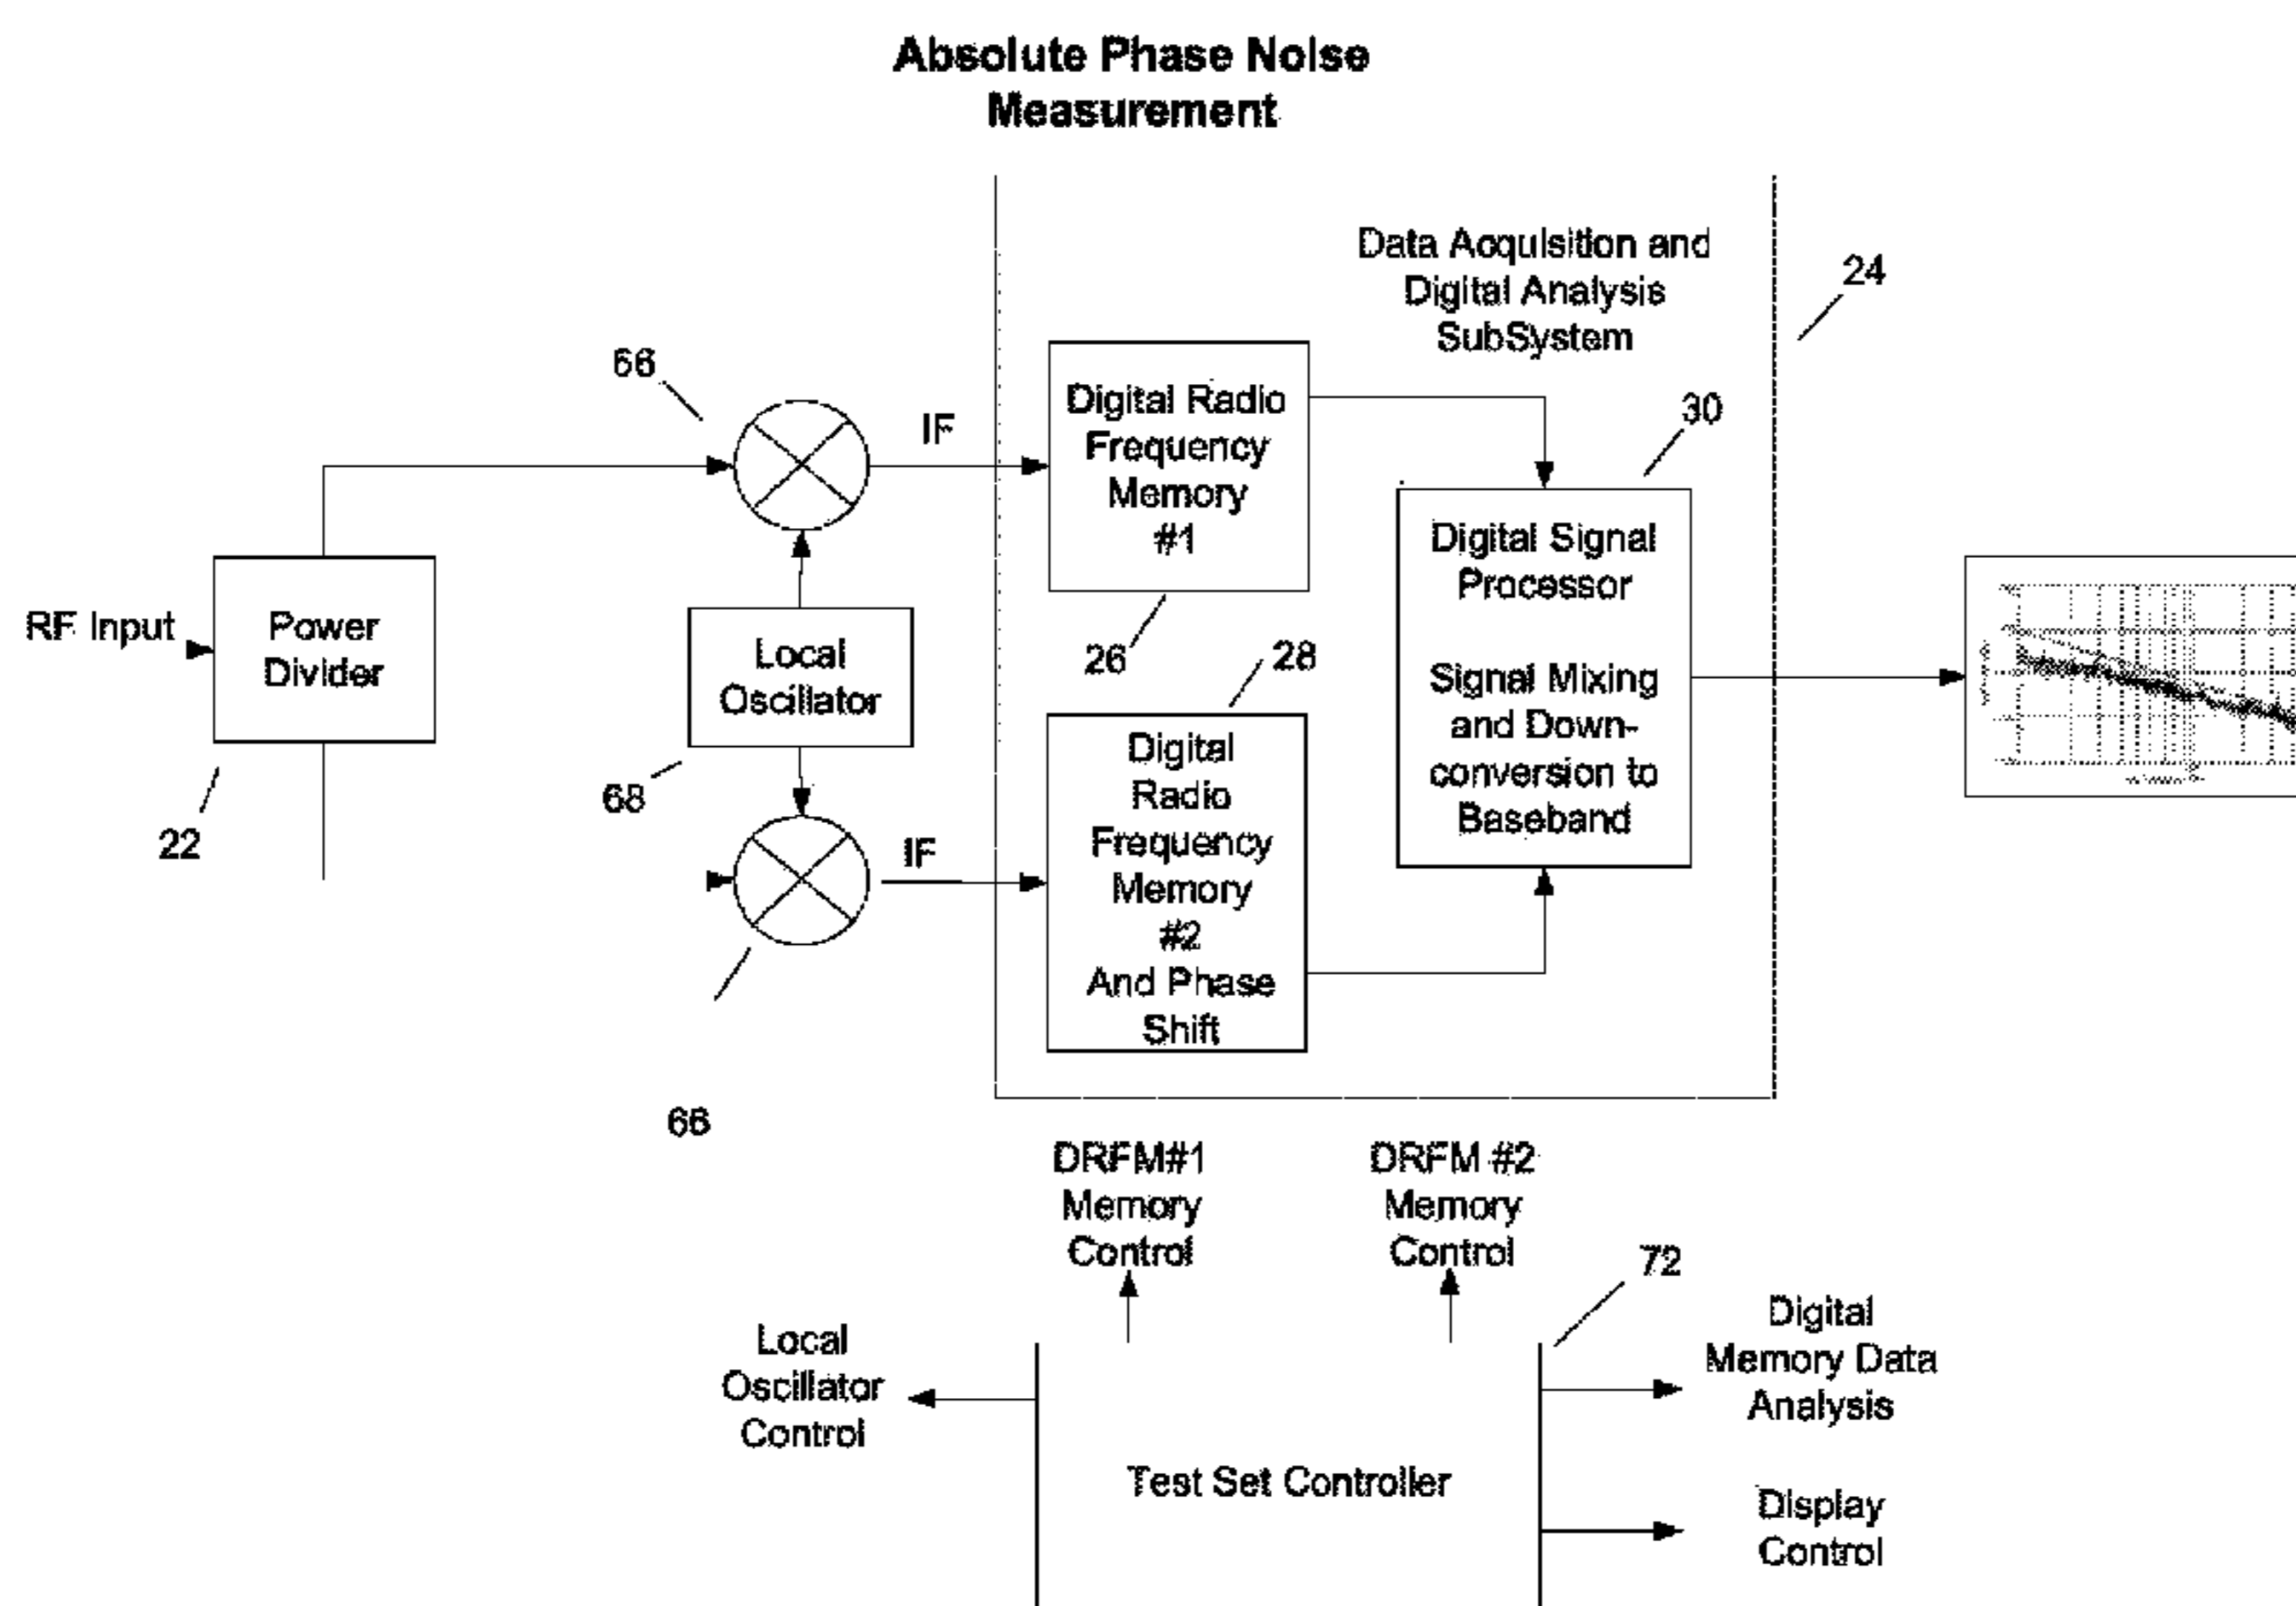 Absolute Phase Noise
Measurement
Data Acquisition and
Digital Analysis
SubSystem
24
66
IF
Digital Radio
Frequency
Memory
#1
30
RF Input
Power
Divider
Local
Oscillator
26
28
Digital Signal
Processor
Signal Mixing
and Down-
conversion to
Baseband
22
68
IF
Digital
Radio
Frequency
Memory
#2
And Phase
Shift
66
DRFM#1
Memory
Control
DRFM #2
Memory
Control
72
Local
Oscillator
Control
Digital
Memory Data
Analysis
Test Set Controller
Display
Control